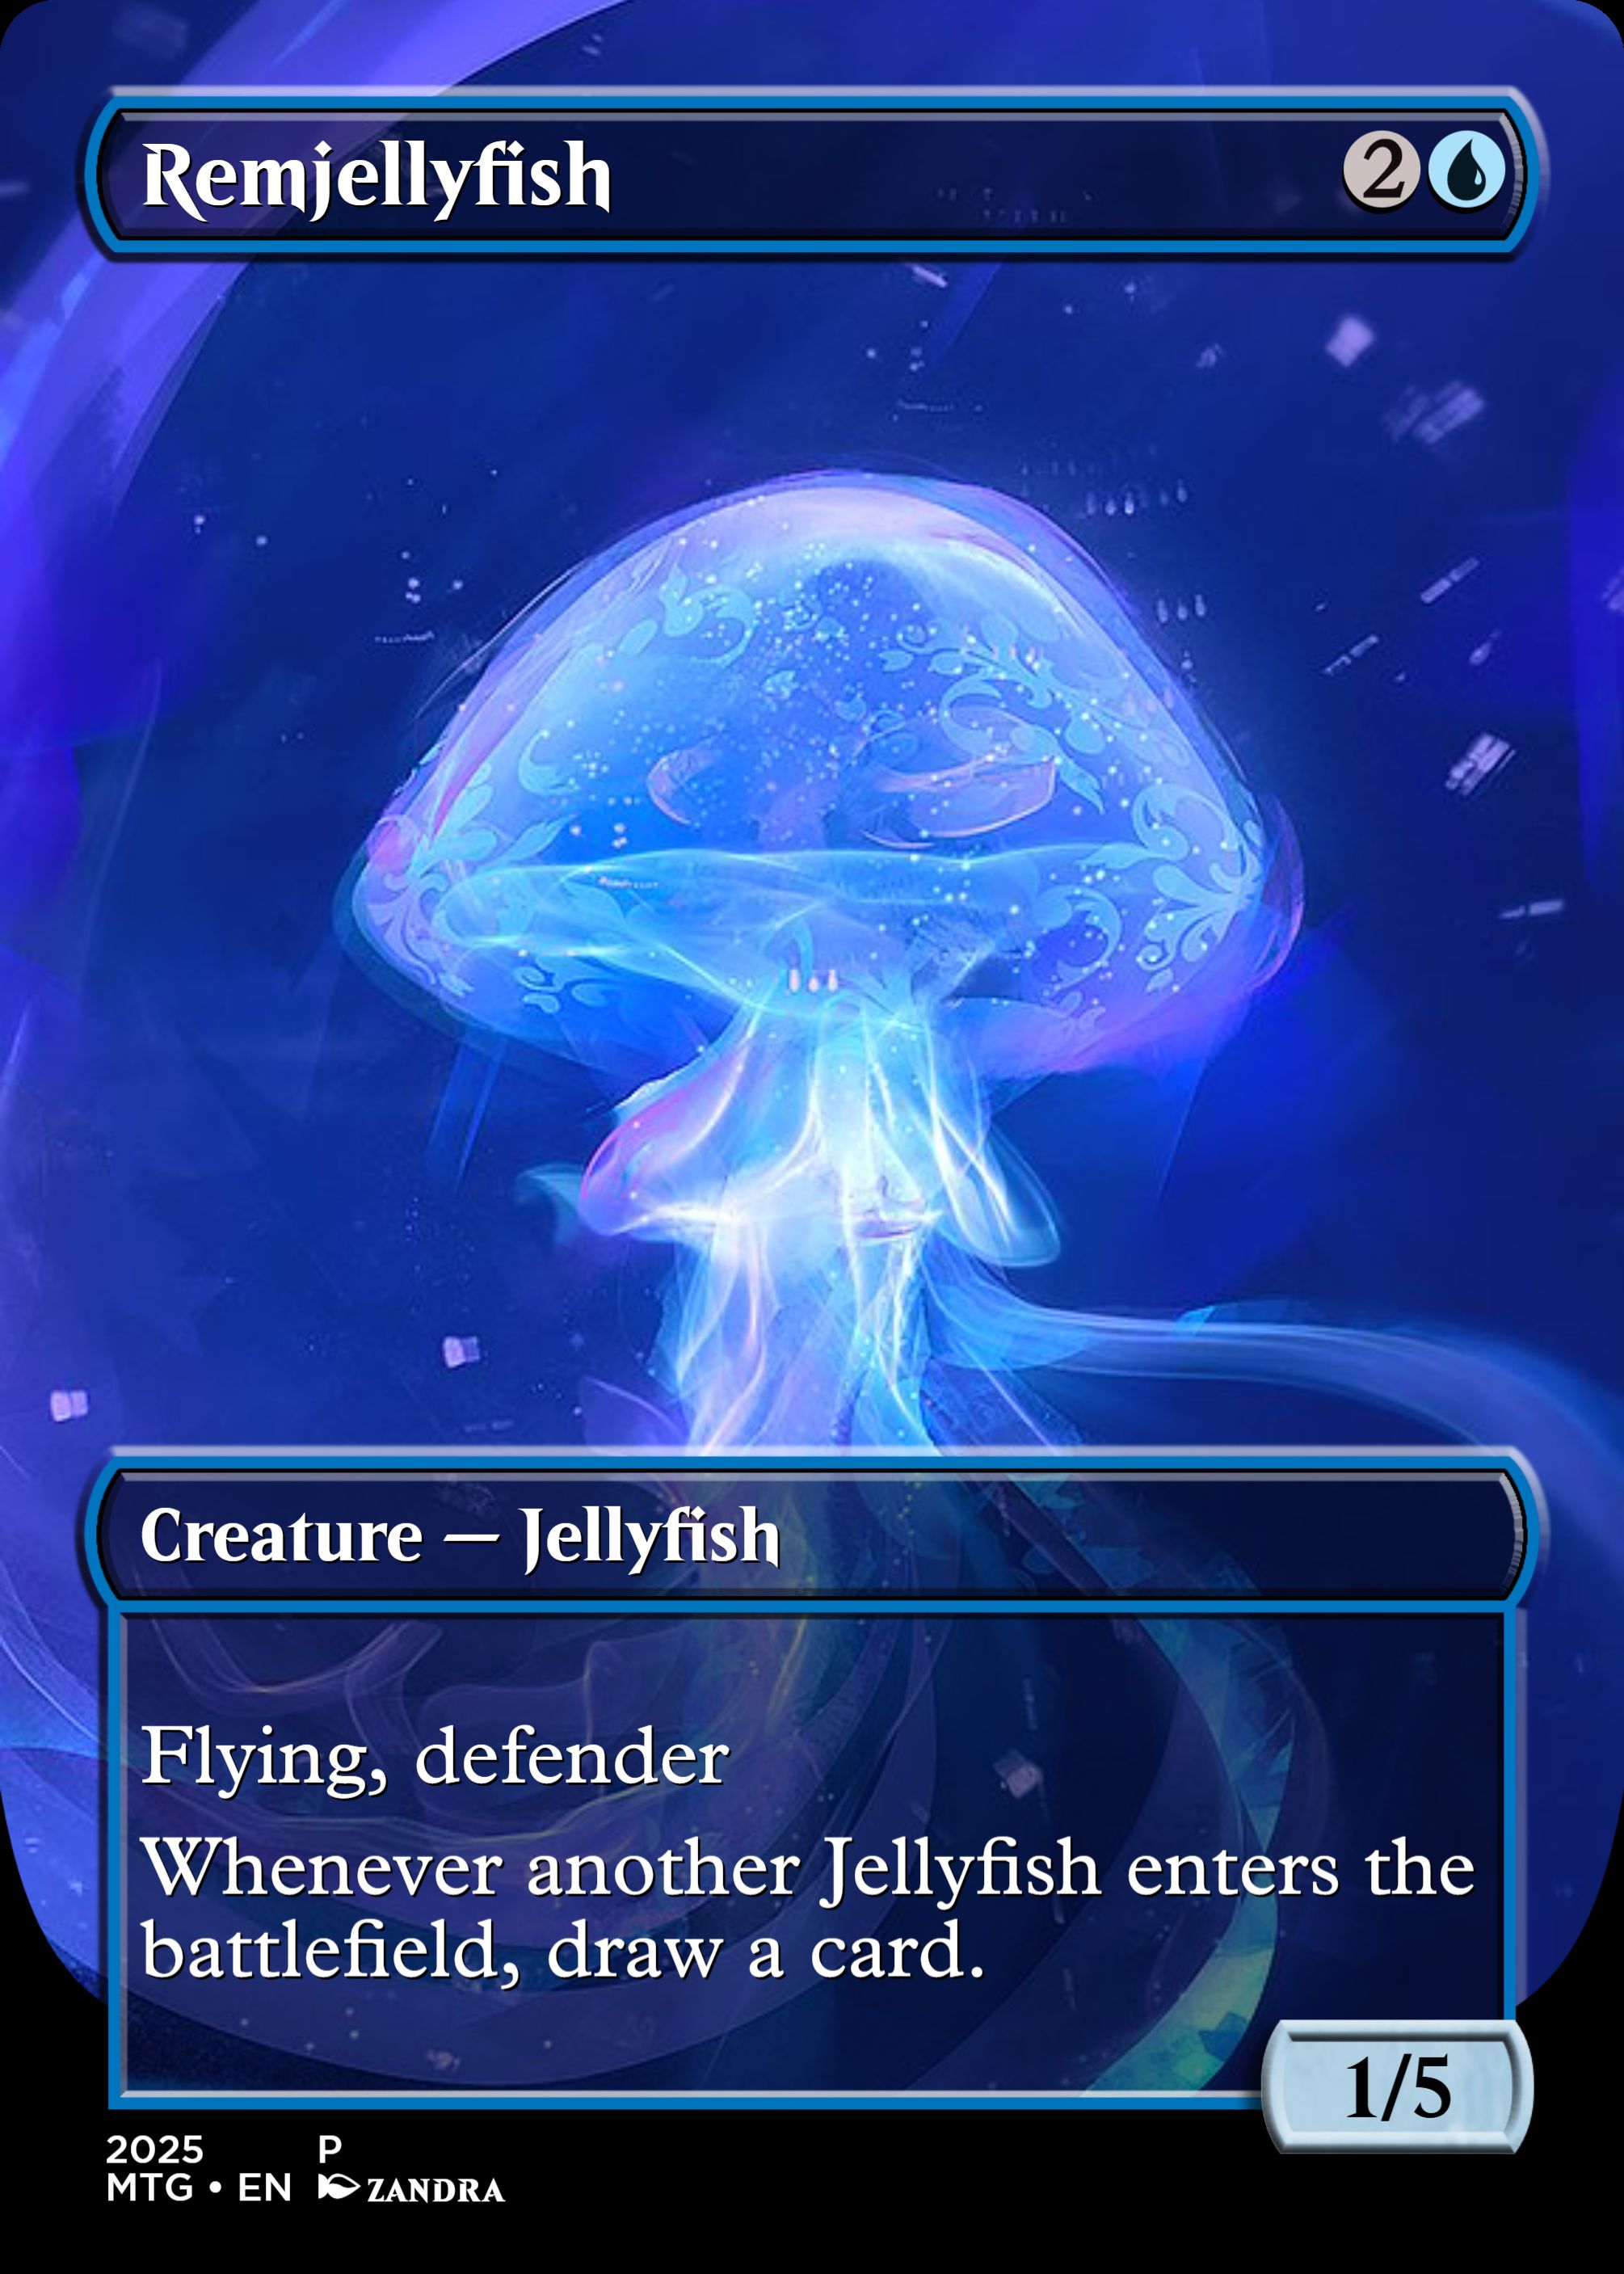 Remjellyfish 2
Creature — Jellyfish
Flying, defender
Whenever another Jellyfish enters the
battlefield, draw a card.
1/5
2025 P
MTG • EN ZANDRA